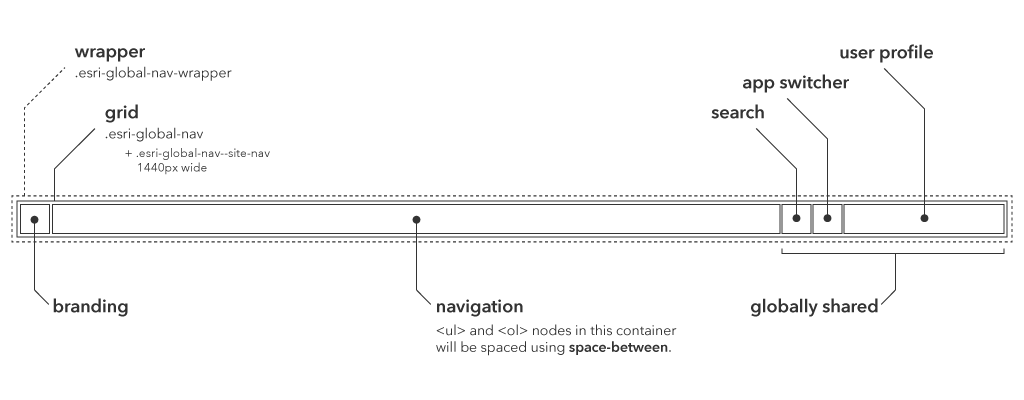 wrapper
.esri-global-nav-wrapper
grid
.esri-global-nav
+ .esri-global-nav--site-nav
1440px wide
user profile
app switcher
search
branding
navigation
<ul> and <ol> nodes in this container
will be spaced using space-between.
globally shared